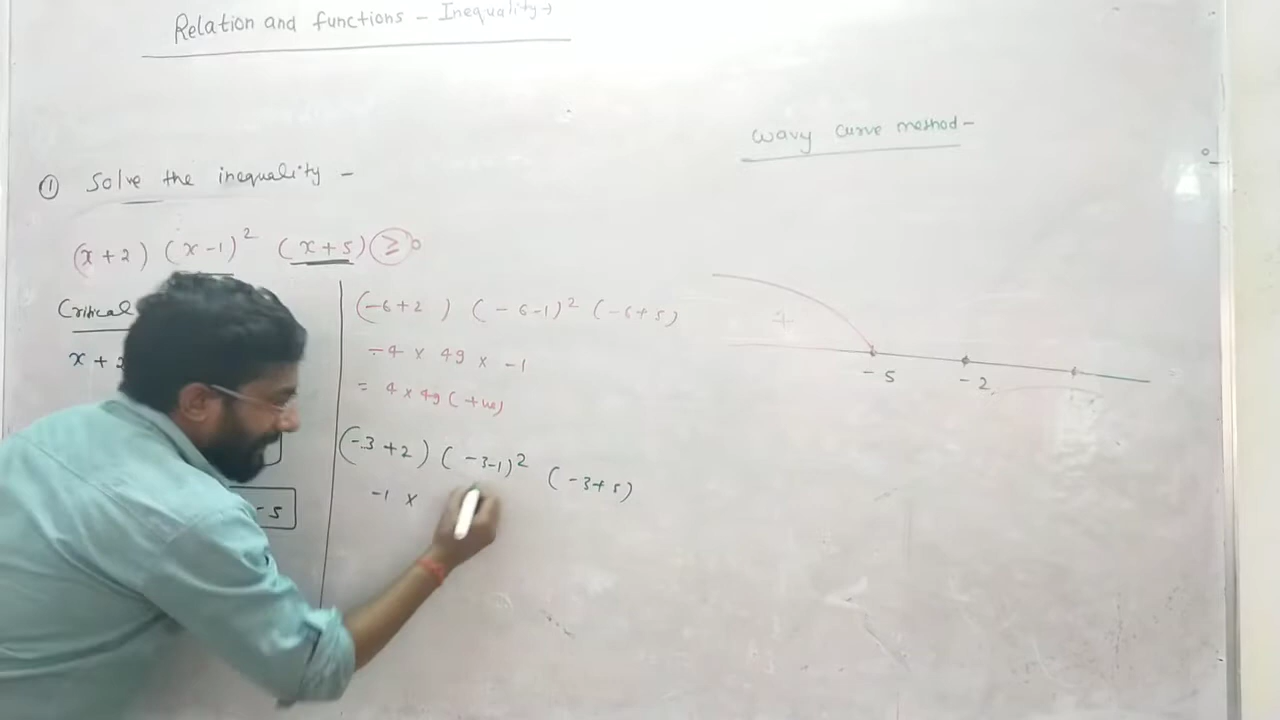 Relation and functions - Inequality →
Wavy Curve method -
① Solve the inequality -
(x+2) (x-1)² (x+5) ≥ 0
Critical
x + 2
- 5
(-6+2) (-6-1)² (-6+5)
-4 × 49 × -1
= 4 × 49 (+ve)
(-3+2) (-3-1)² (-3+5)
-1 ×
+
-5 -2